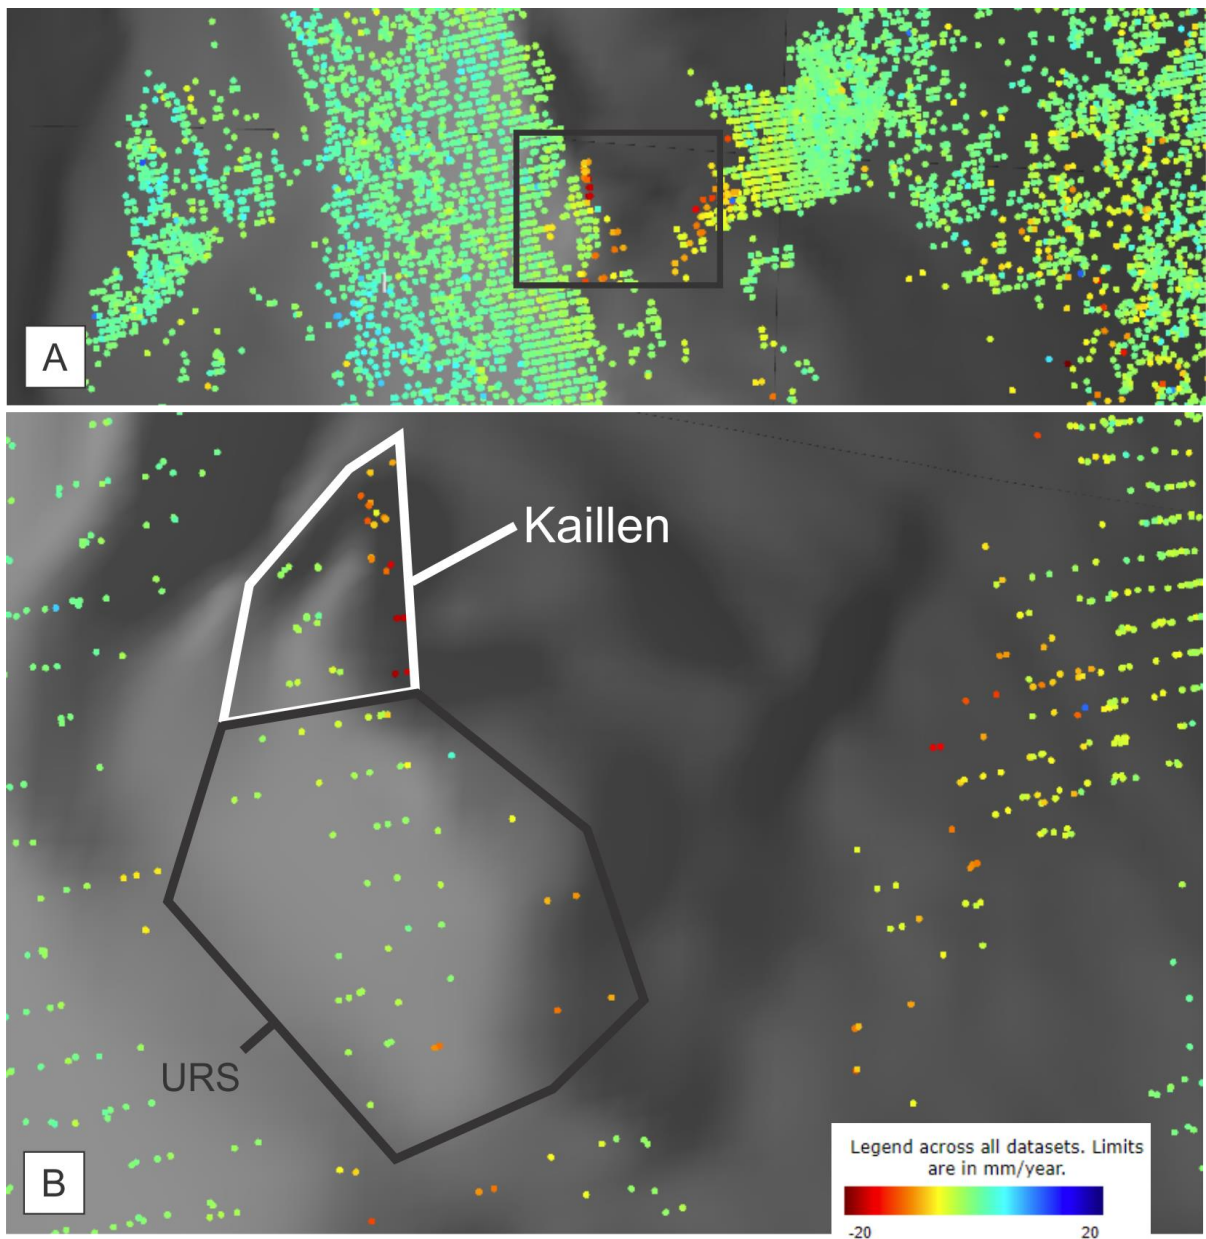 A
Kaillen
URS
B
Legend across all datasets. Limits
are in mm/year.
-20 20